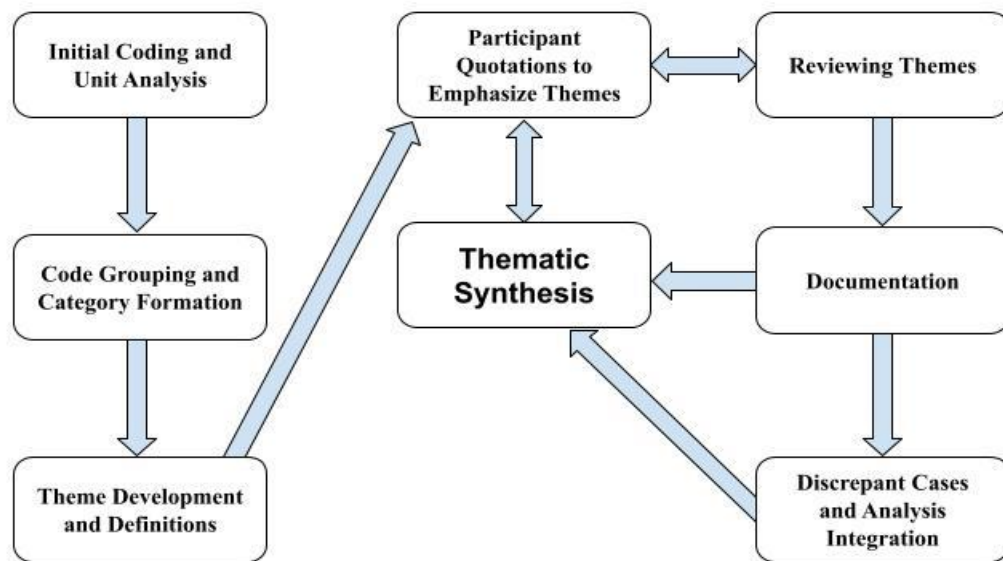 Initial Coding and
Unit Analysis
Code Grouping and
Category Formation
Theme Development
and Definitions
Participant
Quotations to
Emphasize Themes
Thematic
Synthesis
Reviewing Themes
Documentation
Discrepant Cases
and Analysis
Integration